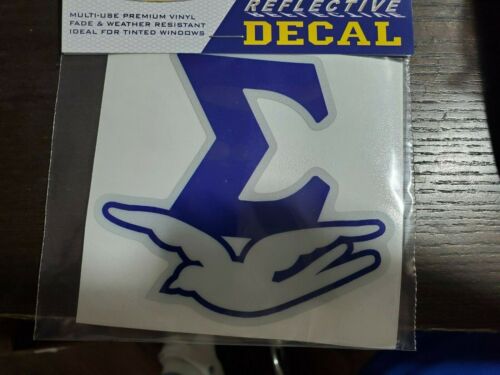 REFLECTIVE
DECAL
MULTI-USE PREMIUM VINYL
FADE & WEATHER RESISTANT
IDEAL FOR TINTED WINDOWS
Σ